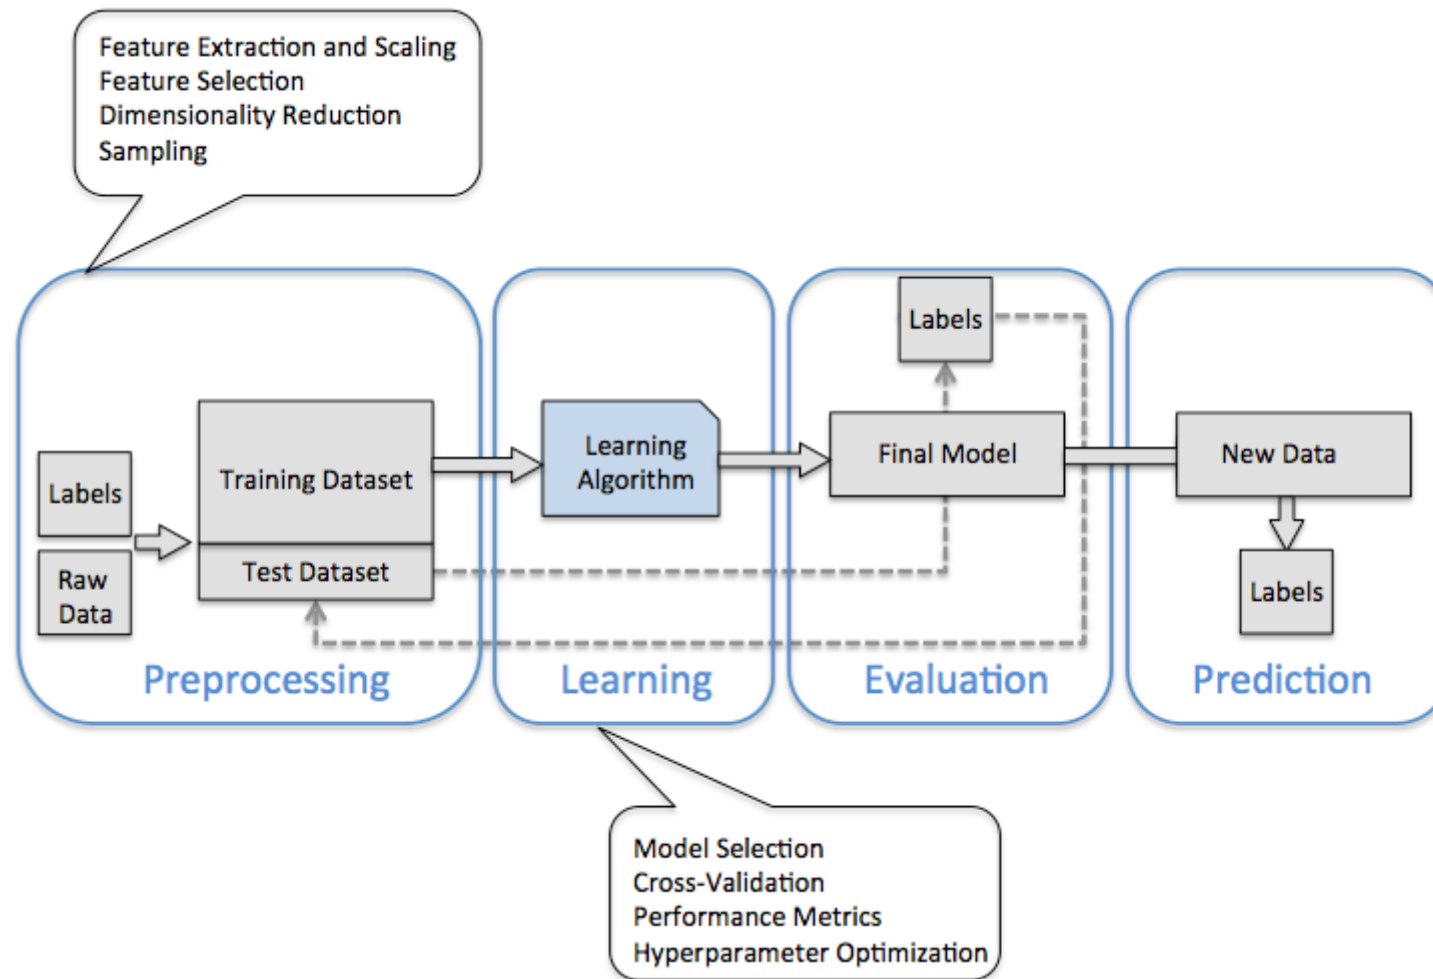 Feature Extraction and Scaling
Feature Selection
Dimensionality Reduction
Sampling
Labels
Raw
Data
Training Dataset
Test Dataset
Preprocessing
Learning
Algorithm
Learning
Labels
Final Model
Evaluation
New Data
Labels
Prediction
Model Selection
Cross-Validation
Performance Metrics
Hyperparameter Optimization